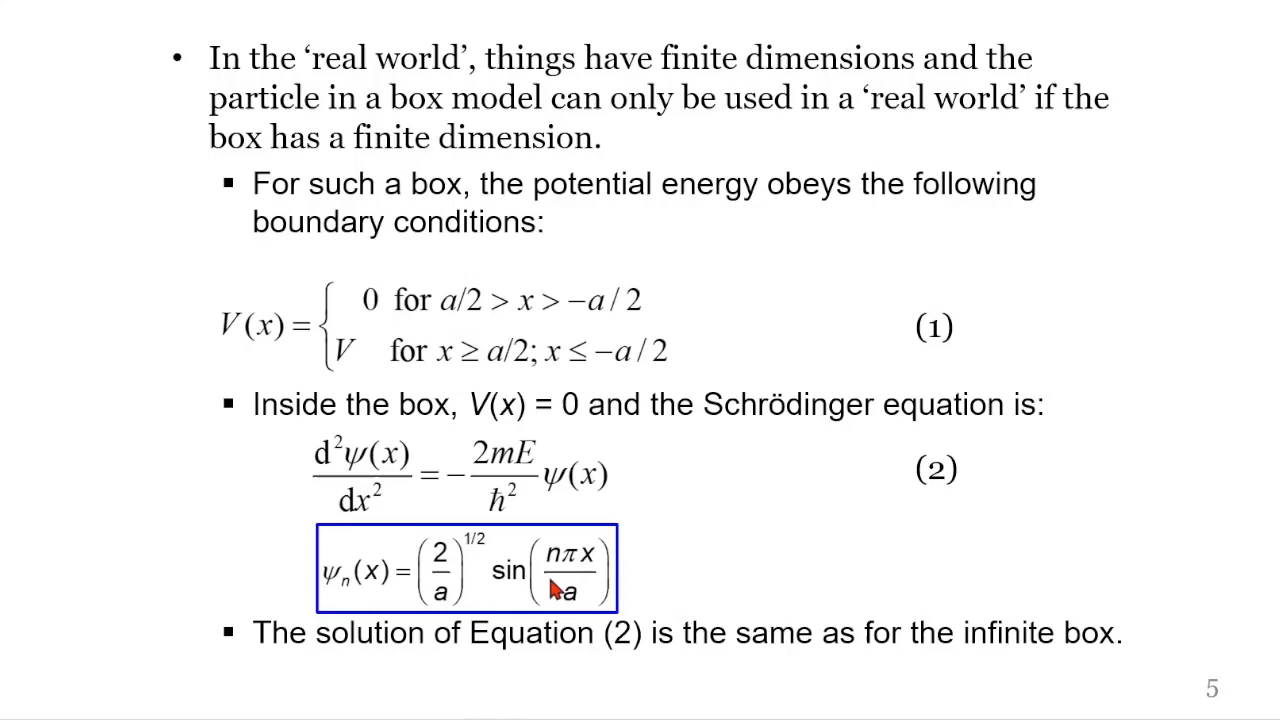 • In the ‘real world’, things have finite dimensions and the
particle in a box model can only be used in a ‘real world’ if the
box has a finite dimension.
▪ For such a box, the potential energy obeys the following
boundary conditions:
V(x) = { 0 for a/2 > x > −a / 2
V for x ≥ a/2; x ≤ −a / 2 (1)
▪ Inside the box, V(x) = 0 and the Schrödinger equation is:
d²ψ(x)/dx² = − 2mE/ħ² ψ(x) (2)
ψₙ(x) = (2/a)^1/2 sin(nπx/a)
▪ The solution of Equation (2) is the same as for the infinite box.
5